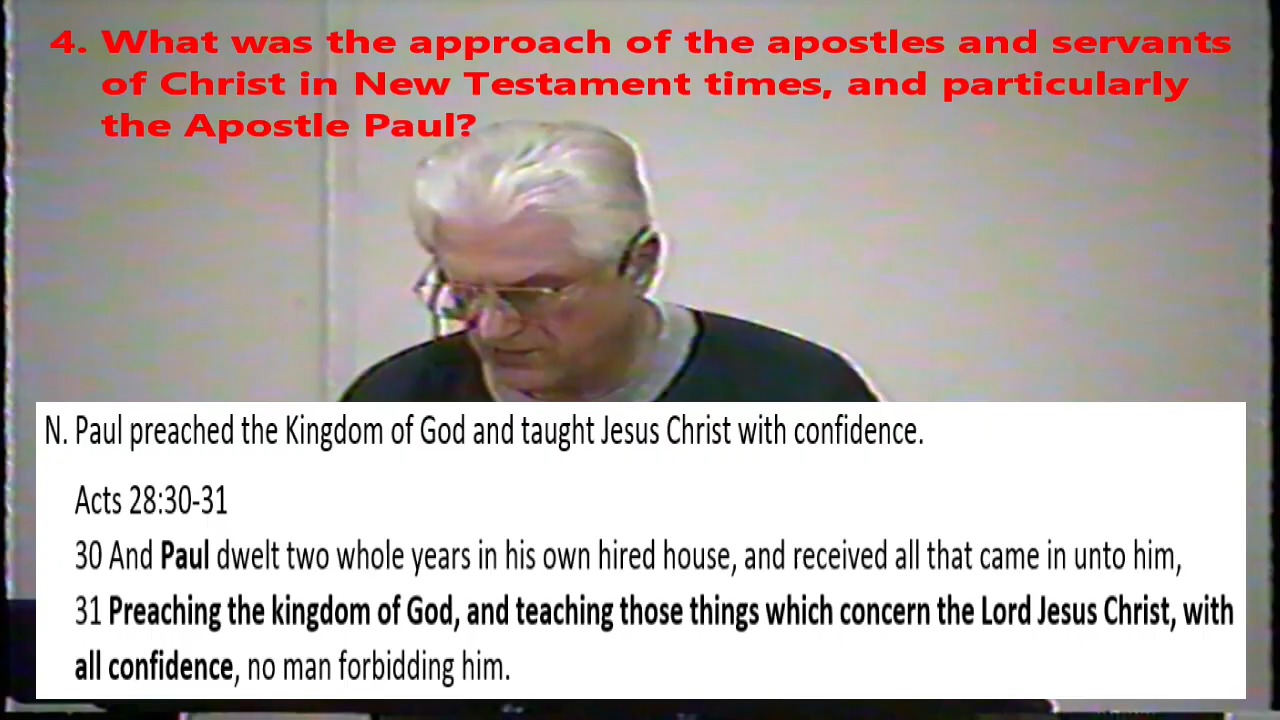 4. What was the approach of the apostles and servants
of Christ in New Testament times, and particularly
the Apostle Paul?
N. Paul preached the Kingdom of God and taught Jesus Christ with confidence.
Acts 28:30-31
30 And Paul dwelt two whole years in his own hired house, and received all that came in unto him,
31 Preaching the kingdom of God, and teaching those things which concern the Lord Jesus Christ, with
all confidence, no man forbidding him.